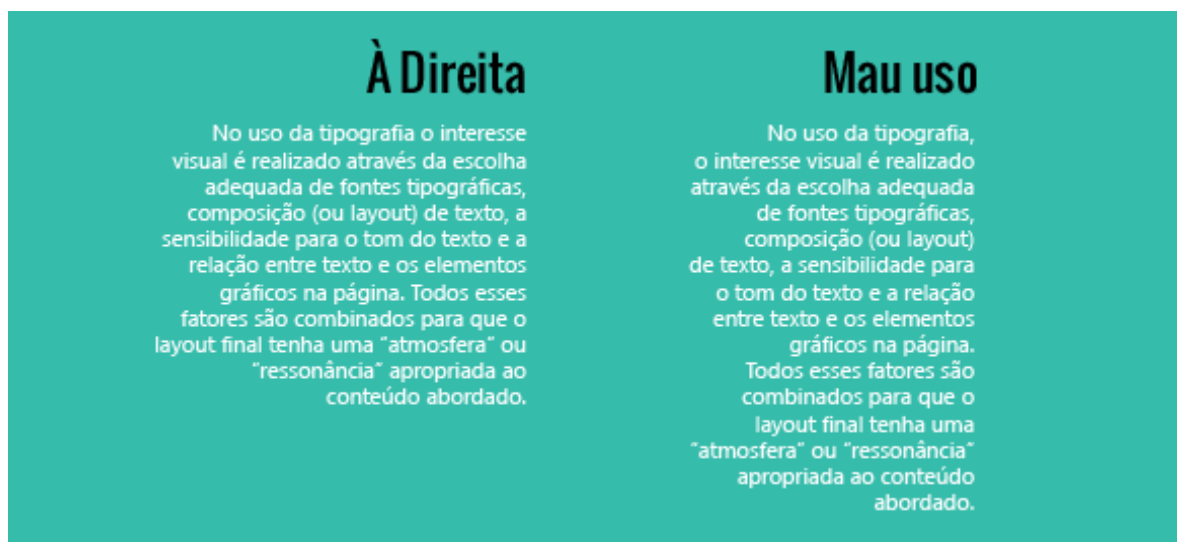 À Direita
No uso da tipografia o interesse
visual é realizado através da escolha
adequada de fontes tipográficas,
composição (ou layout) de texto, a
sensibilidade para o tom do texto e a
relação entre texto e os elementos
gráficos na página. Todos esses
fatores são combinados para que o
layout final tenha uma “atmosfera” ou
“ressonância” apropriada ao
conteúdo abordado.
Mau uso
No uso da tipografia,
o interesse visual é realizado
através da escolha adequada
de fontes tipográficas,
composição (ou layout)
de texto, a sensibilidade para
o tom do texto e a relação
entre texto e os elementos
gráficos na página.
Todos esses fatores são
combinados para que o
layout final tenha uma
“atmosfera” ou “ressonância”
apropriada ao conteúdo
abordado.